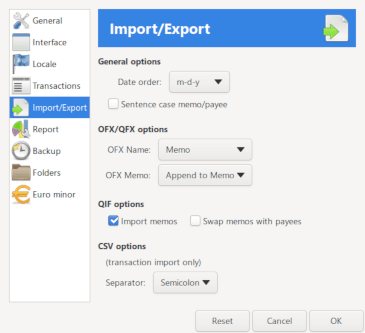 General
Interface
Locale
Transactions
Import/Export
Report
Backup
Folders
Euro minor
Import/Export
General options
Date order: m-d-y
Sentence case memo/payee
OFX/QFX options
OFX Name: Memo
OFX Memo: Append to Memo
QIF options
Import memos Swap memos with payees
CSV options
(transaction import only)
Separator: Semicolon
Reset Cancel OK